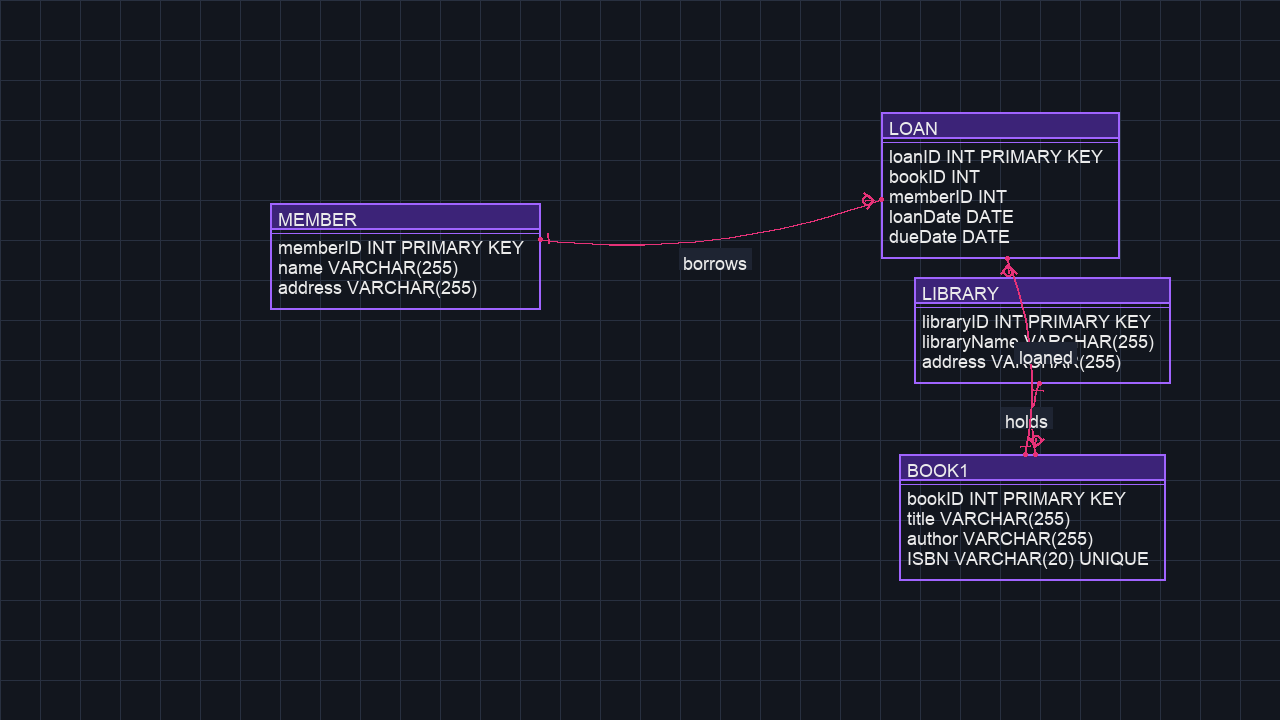 MEMBER
memberID INT PRIMARY KEY
name VARCHAR(255)
address VARCHAR(255)
borrows
LOAN
loanID INT PRIMARY KEY
bookID INT
memberID INT
loanDate DATE
dueDate DATE
LIBRARY
libraryID INT PRIMARY KEY
libraryName VARCHAR(255)
address VARCHAR(255)
loaned
holds
BOOK1
bookID INT PRIMARY KEY
title VARCHAR(255)
author VARCHAR(255)
ISBN VARCHAR(20) UNIQUE